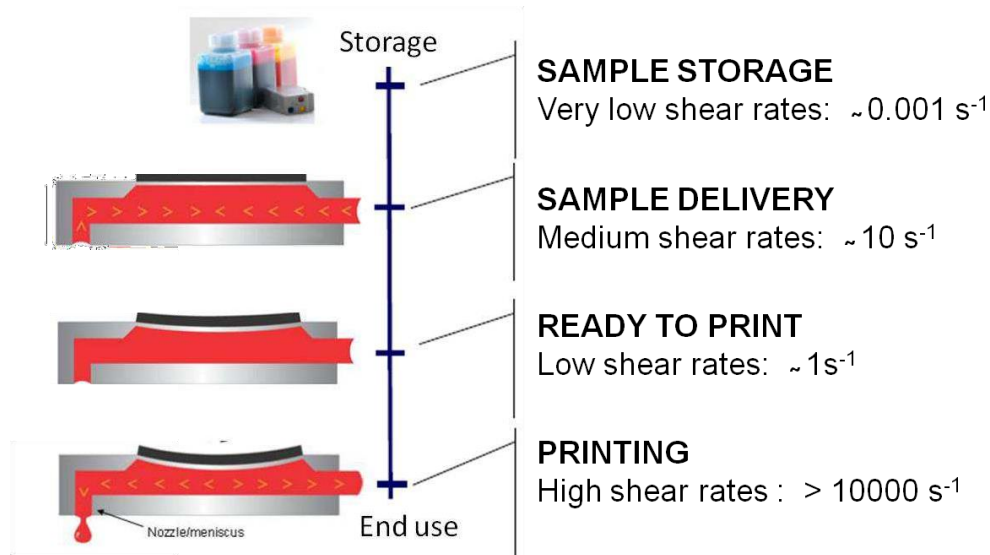 Storage
SAMPLE STORAGE
Very low shear rates: ~0.001 s⁻¹
SAMPLE DELIVERY
Medium shear rates: ~10 s⁻¹
READY TO PRINT
Low shear rates: ~1s⁻¹
PRINTING
High shear rates : > 10000 s⁻¹
Nozzle/meniscus
End use